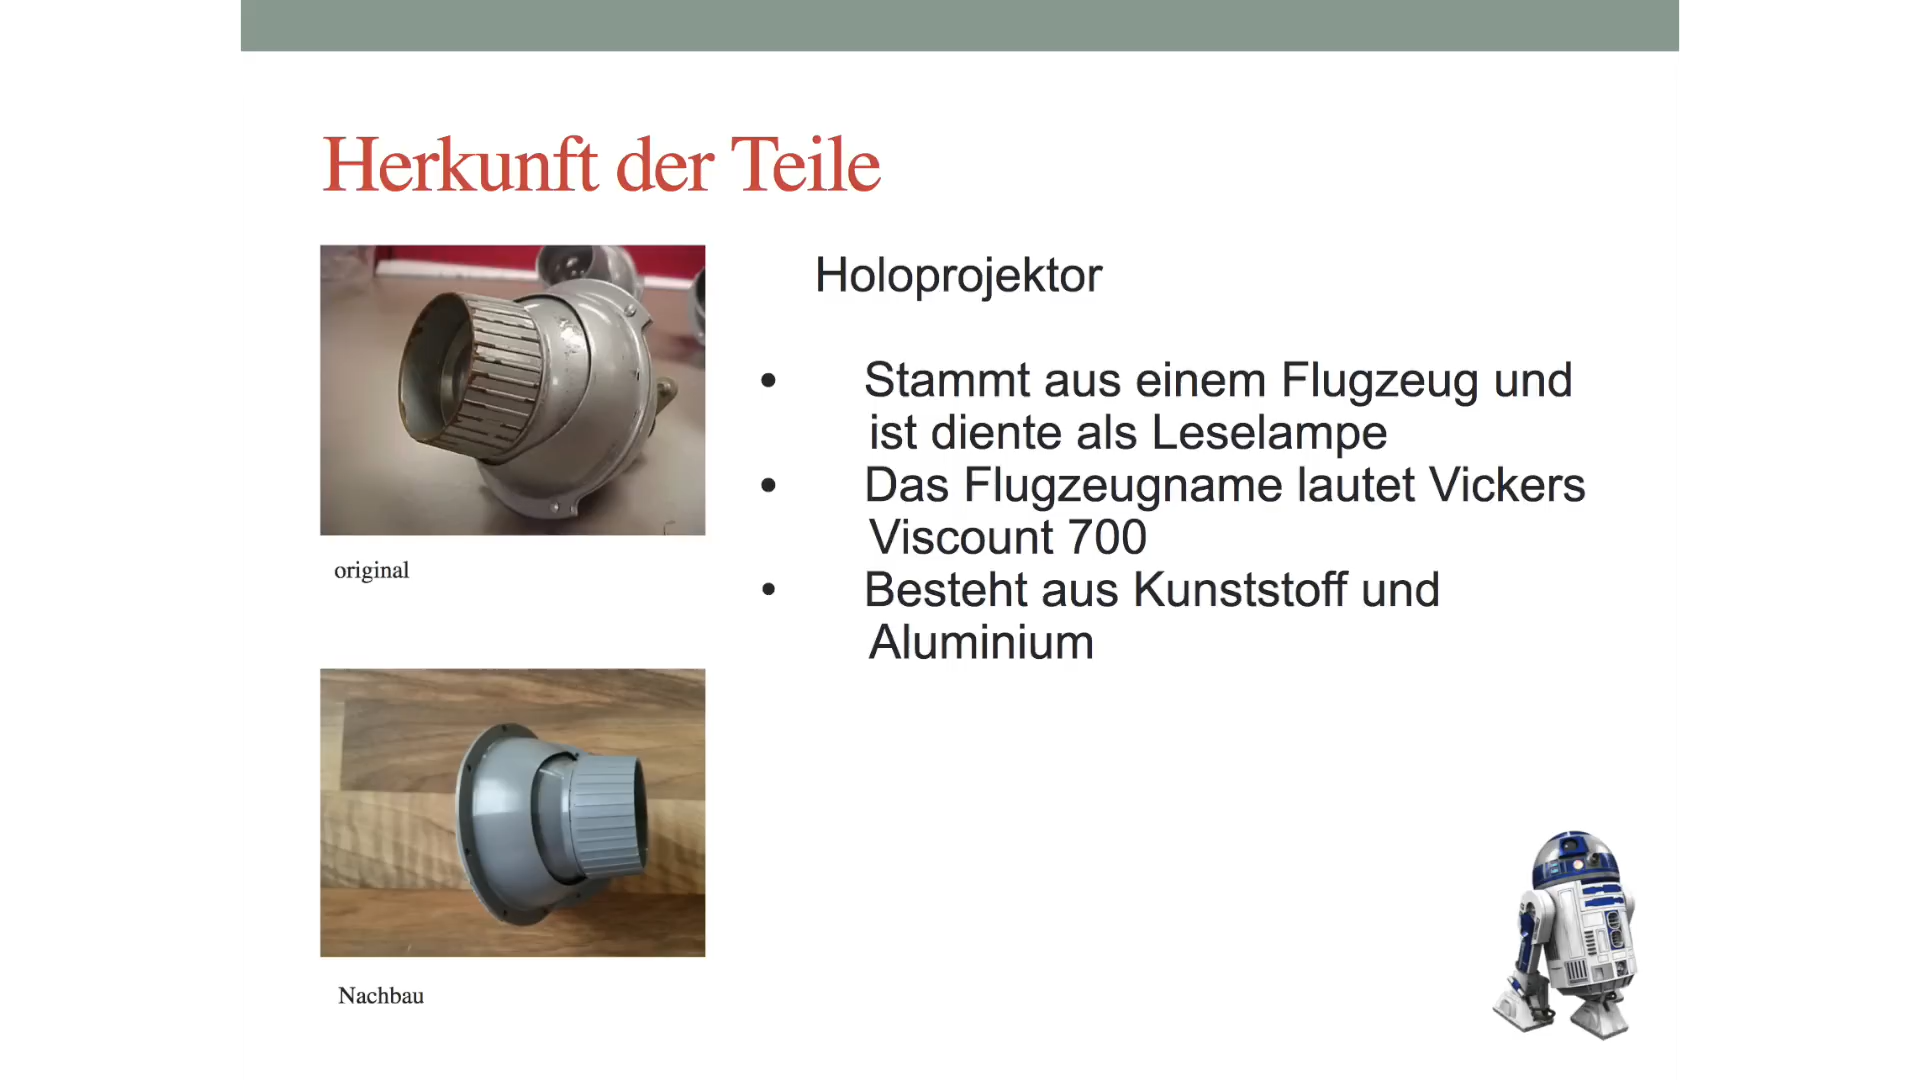 Herkunft der Teile
Holoprojektor
• Stammt aus einem Flugzeug und
ist diente als Leselampe
• Das Flugzeugname lautet Vickers
Viscount 700
• Besteht aus Kunststoff und
Aluminium
original
Nachbau